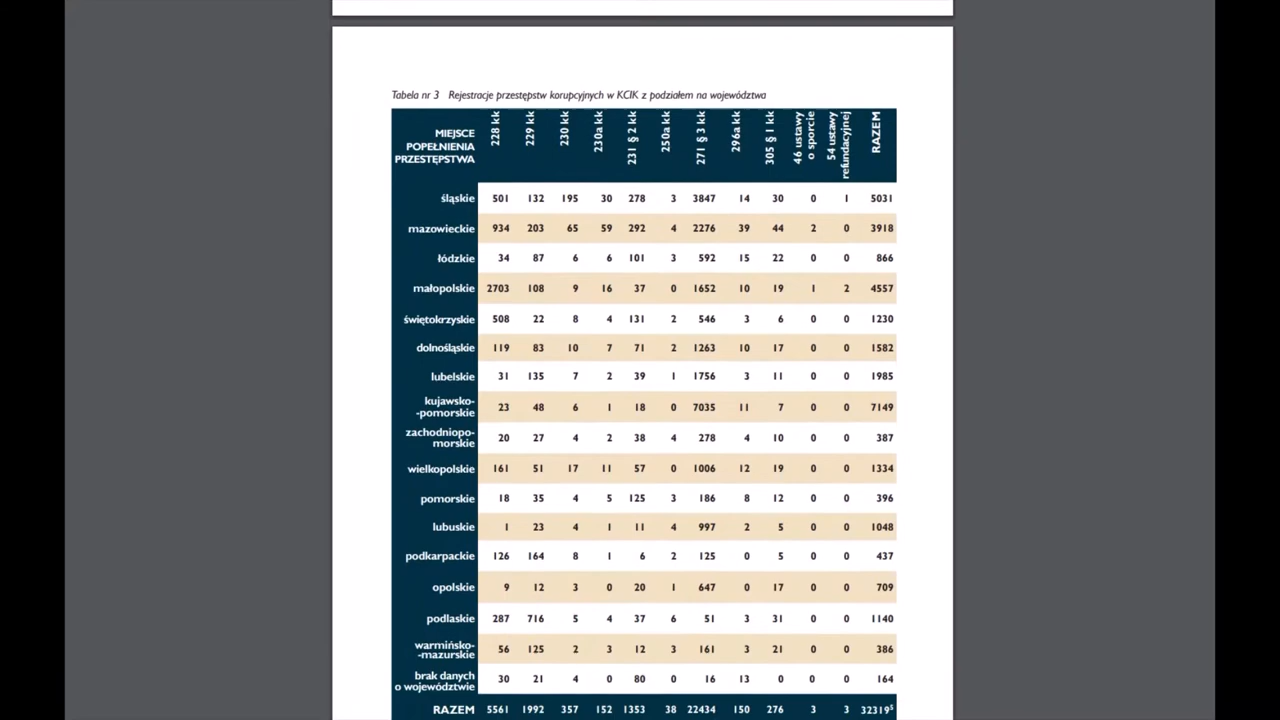 Tabela nr 3 Rejestracje przestępstw korupcyjnych w KCIK z podziałem na województwa
MIEJSCE POPEŁNIENIA PRZESTĘPSTWA 228 kk 229 kk 230 kk 230a kk 231 § 2 kk 250a kk 271 § 3 kk 296a kk 305 § 1 kk 46 ustawy o sporcie 54 ustawy refundacyjnej RAZEM
śląskie 501 132 195 30 278 3 3847 14 30 0 1 5031
mazowieckie 934 203 65 59 292 4 2276 39 44 2 0 3918
łódzkie 34 87 6 6 101 3 592 15 22 0 0 866
małopolskie 2703 108 9 16 37 0 1652 10 19 1 2 4557
świętokrzyskie 508 22 8 4 131 2 546 3 6 0 0 1230
dolnośląskie 119 83 10 7 71 2 1263 10 17 0 0 1582
lubelskie 31 135 7 2 39 1 1756 3 11 0 0 1985
kujawsko-
-pomorskie 23 48 6 1 18 0 7035 11 7 0 0 7149
zachodniopo-
morskie 20 27 4 2 38 4 278 4 10 0 0 387
wielkopolskie 161 51 17 11 57 0 1006 12 19 0 0 1334
pomorskie 18 35 4 5 125 3 186 8 12 0 0 396
lubuskie 1 23 4 1 11 4 997 2 5 0 0 1048
podkarpackie 126 164 8 1 6 2 125 0 5 0 0 437
opolskie 9 12 3 0 20 1 647 0 17 0 0 709
podlaskie 287 716 5 4 37 6 51 3 31 0 0 1140
warmińsko-
-mazurskie 56 125 2 3 12 3 161 3 21 0 0 386
brak danych
o województwie 30 21 4 0 80 0 16 13 0 0 0 164
RAZEM 5561 1992 357 152 1353 38 22434 150 276 3 3 32319⁵